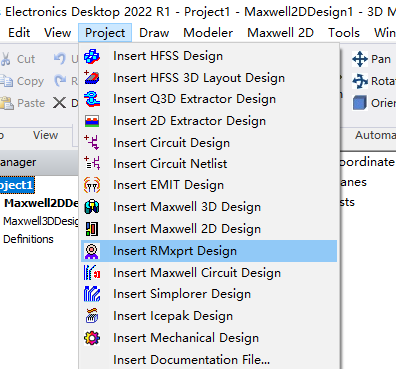 s Electronics Desktop 2022 R1 - Project1 - Maxwell2DDesign1 - 3D M
Edit View Project Draw Modeler Maxwell 2D Tools Win
Cut
Copy
Paste
Pan
Rota
Orie
View
Automa
anager
oject1
Maxwell2DDe
Maxwell3DDesig
Definitions
Insert HFSS Design
Insert HFSS 3D Layout Design
Insert Q3D Extractor Design
Insert 2D Extractor Design
Insert Circuit Design
Insert Circuit Netlist
Insert EMIT Design
Insert Maxwell 3D Design
Insert Maxwell 2D Design
Insert RMxprt Design
Insert Maxwell Circuit Design
Insert Simplorer Design
Insert Icepak Design
Insert Mechanical Design
Insert Documentation File...
oordinate
anes
sts